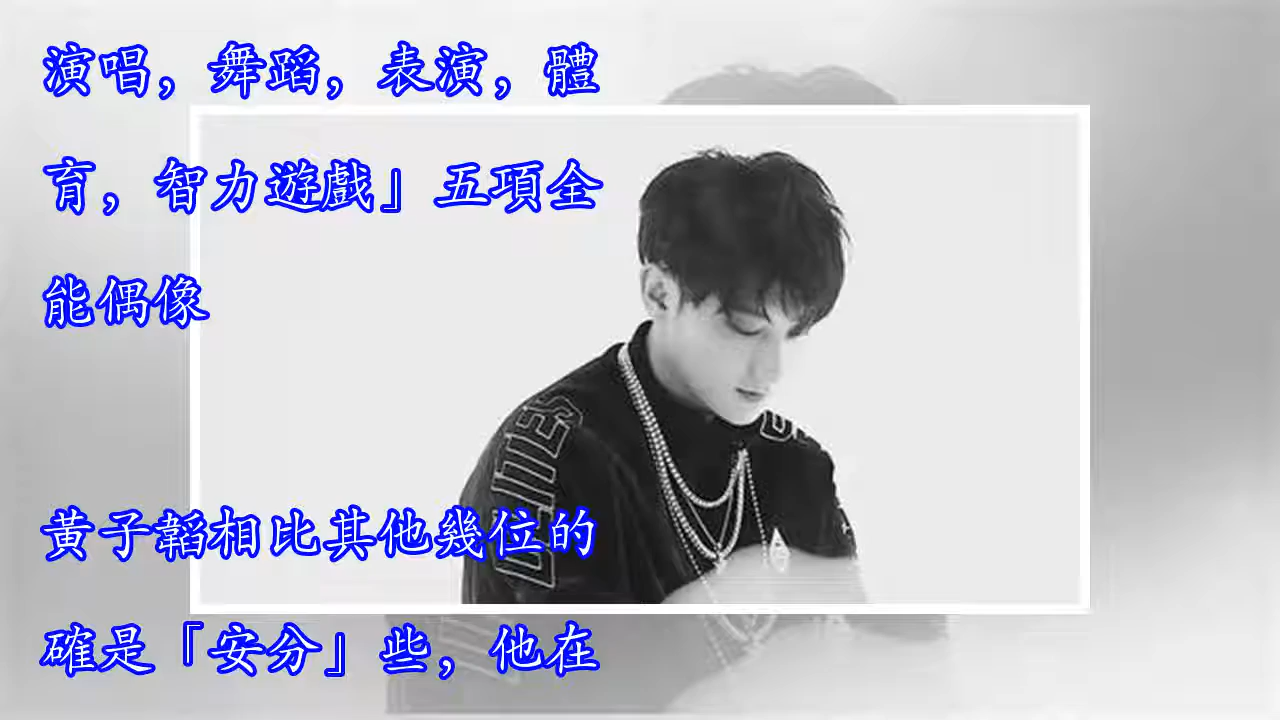 演唱，舞蹈，表演，體
育，智力遊戲」五項全
能偶像
黃子韜相比其他幾位的
確是「安分」些，他在